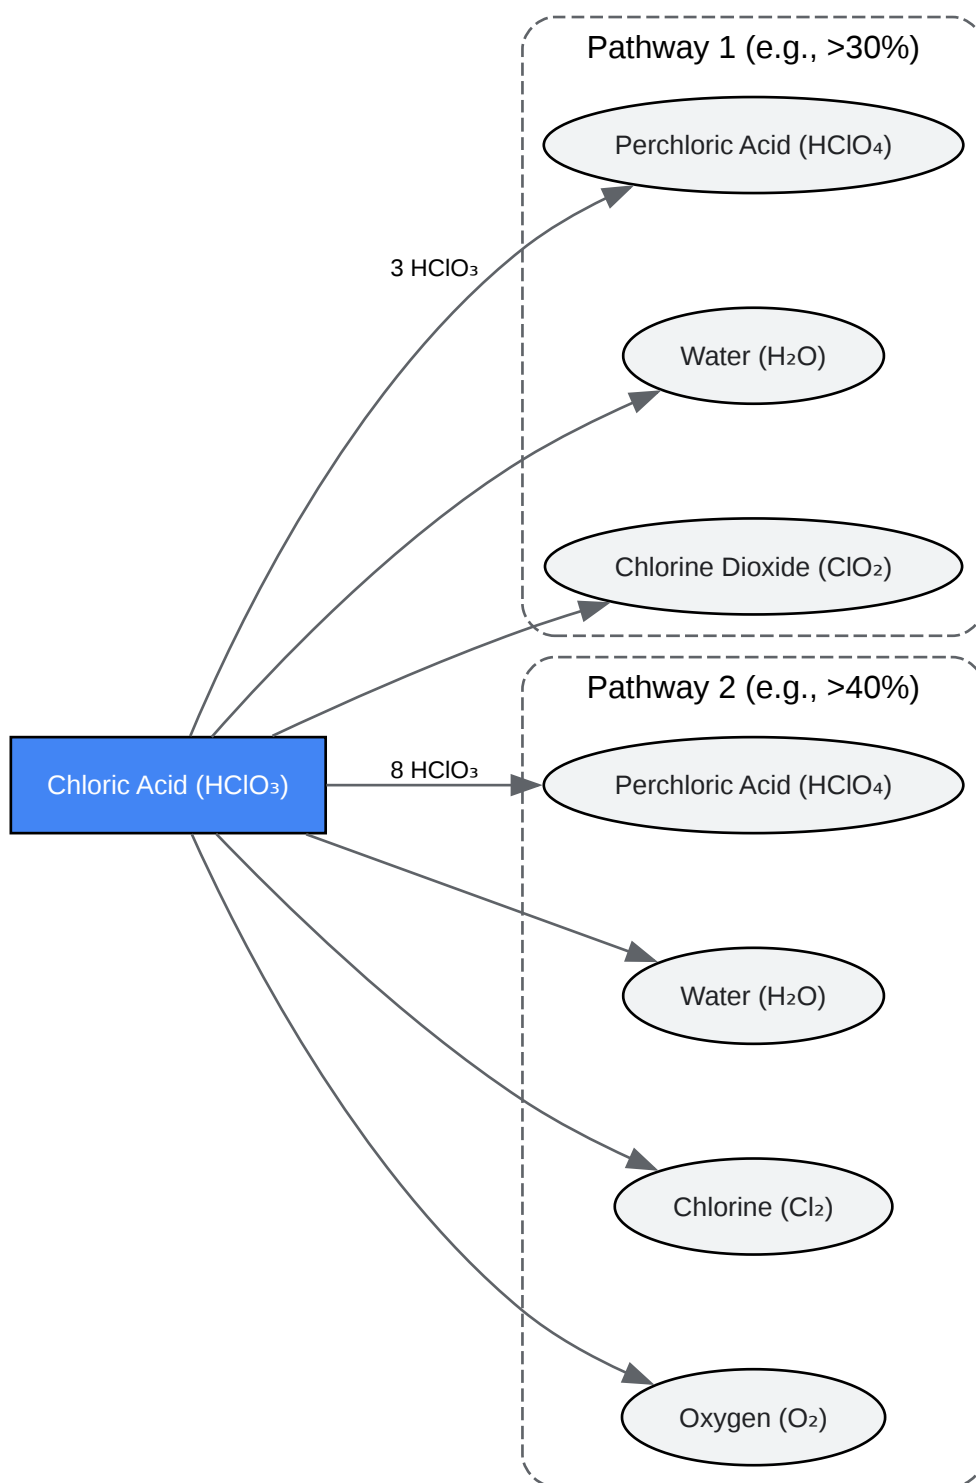 Pathway 1 (e.g., >30%)
Perchloric Acid (HClO₄)
3 HClO₃
Water (H₂O)
Chlorine Dioxide (ClO₂)
Pathway 2 (e.g., >40%)
Chloric Acid (HClO₃)
8 HClO₃
Perchloric Acid (HClO₄)
Water (H₂O)
Chlorine (Cl₂)
Oxygen (O₂)